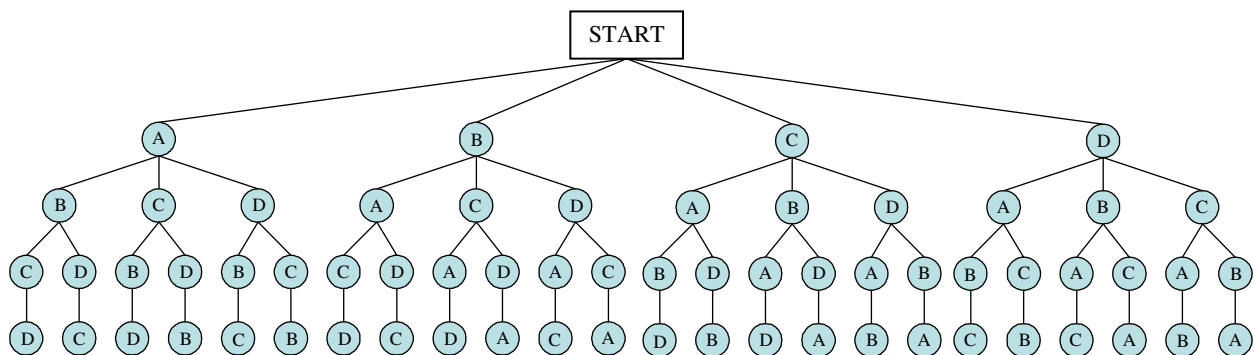 START
A B C D
B C D A C D A B D A B C
C D B D B C C D A D A C B D A D A B B C A C A B
D C D B C B D C D A C A D B D A B A C B C A B A